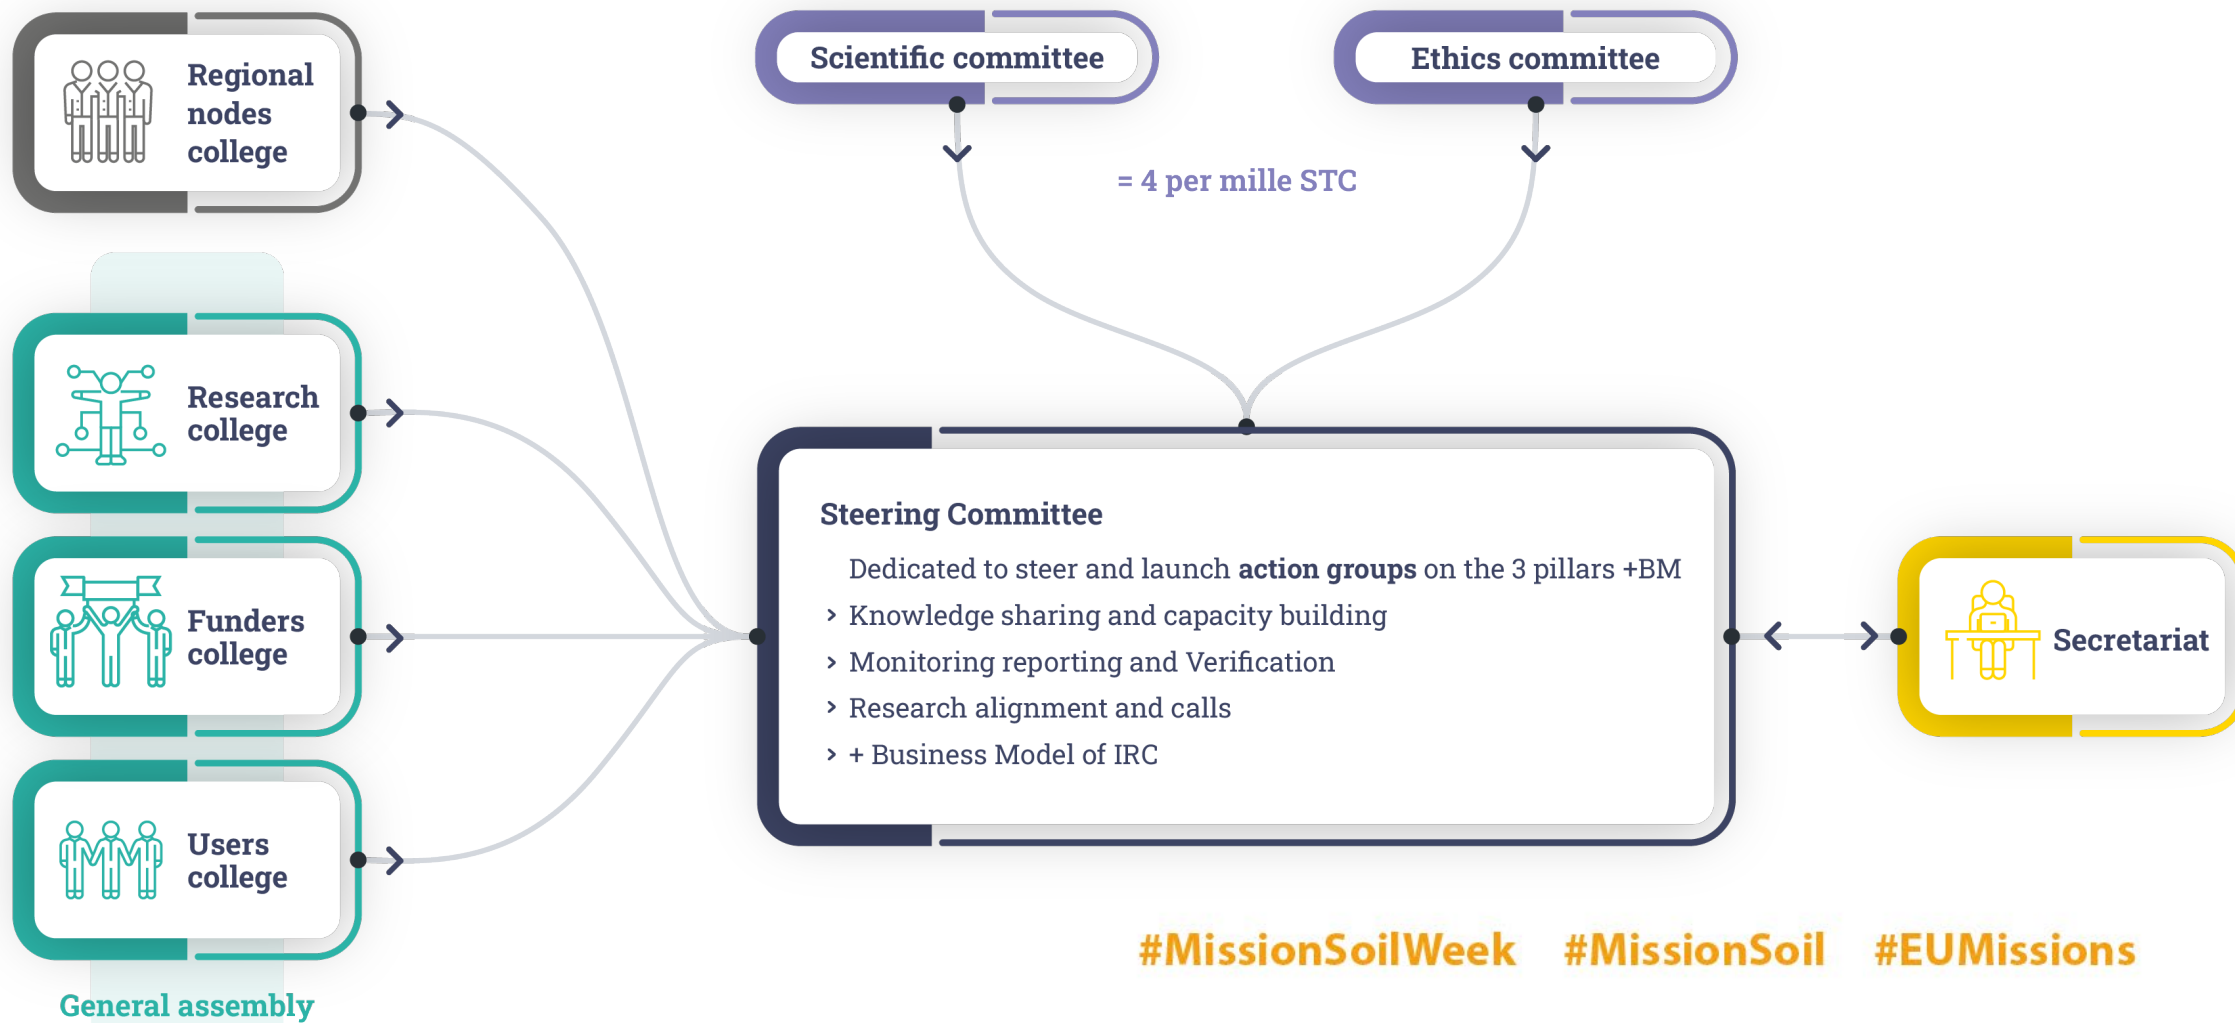 Regional
nodes
college
Scientific committee
Ethics committee
= 4 per mille STC
Research
college
Funders
college
Users
college
General assembly
Steering Committee
Dedicated to steer and launch action groups on the 3 pillars +BM
> Knowledge sharing and capacity building
> Monitoring reporting and Verification
> Research alignment and calls
> + Business Model of IRC
Secretariat
#MissionSoilWeek #MissionSoil #EUMissions